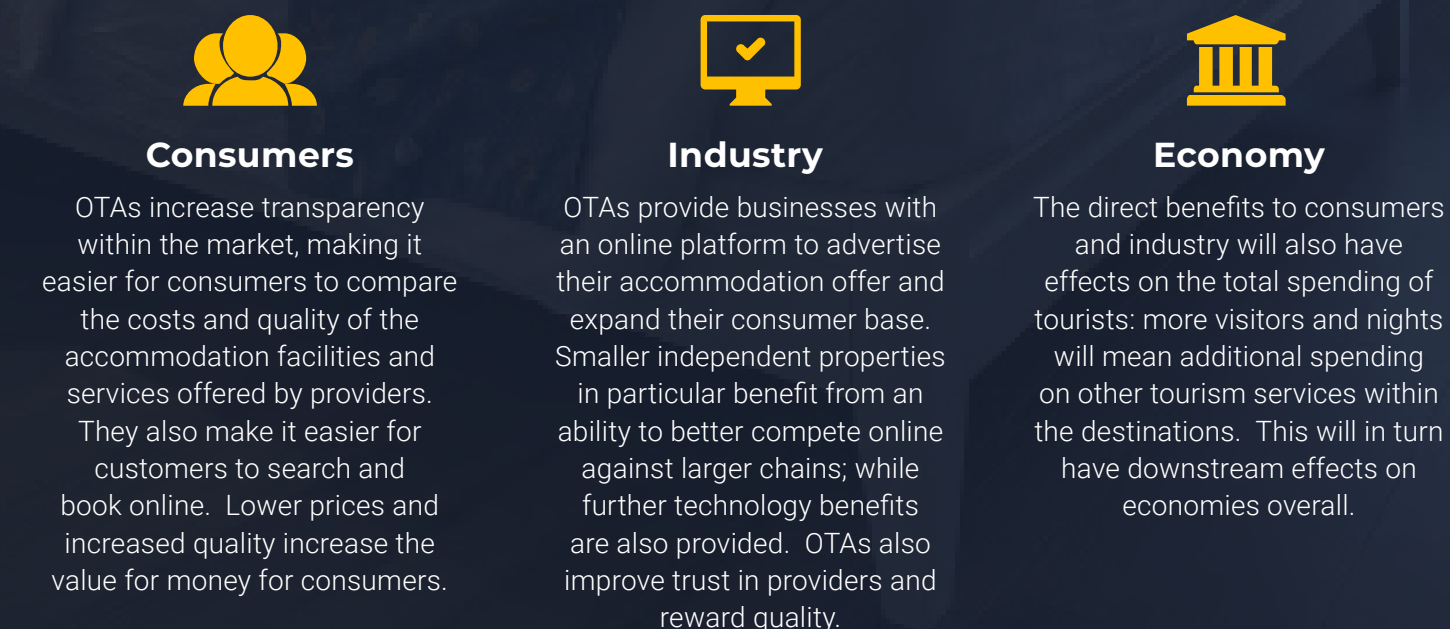 Consumers
OTAs increase transparency
within the market, making it
easier for consumers to compare
the costs and quality of the
accommodation facilities and
services offered by providers.
They also make it easier for
customers to search and
book online.  Lower prices and
increased quality increase the
value for money for consumers.
Industry
OTAs provide businesses with
an online platform to advertise
their accommodation offer and
expand their consumer base.
Smaller independent properties
in particular benefit from an
ability to better compete online
against larger chains; while
further technology benefits
are also provided.  OTAs also
improve trust in providers and
reward quality.
Economy
The direct benefits to consumers
and industry will also have
effects on the total spending of
tourists: more visitors and nights
will mean additional spending
on other tourism services within
the destinations.  This will in turn
have downstream effects on
economies overall.